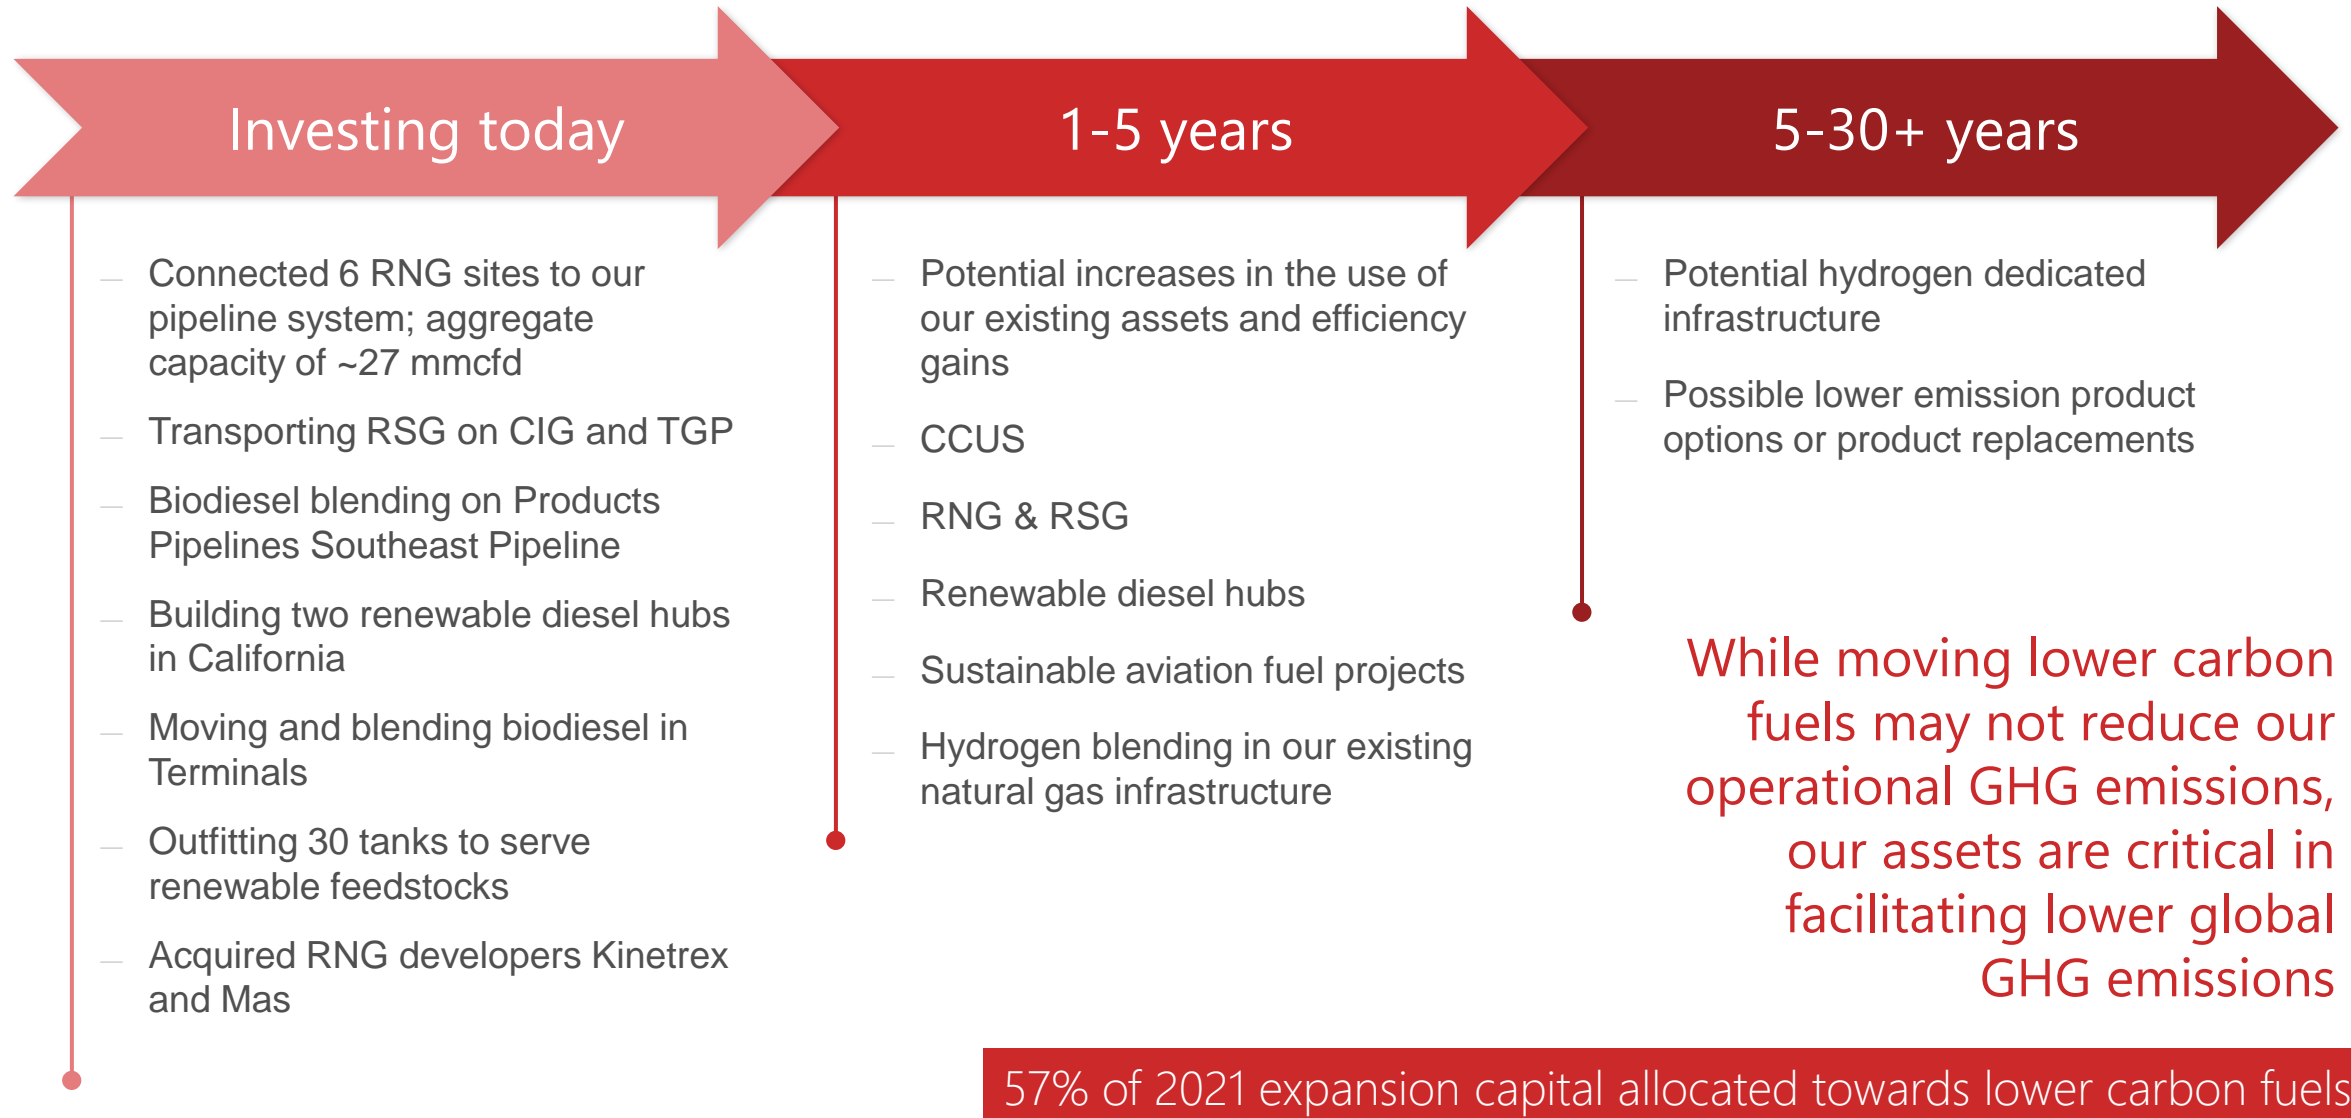 Investing today
Connected 6 RNG sites to our
pipeline system; aggregate
capacity of ~27 mmcfd
Transporting RSG on CIG and TGP
Biodiesel blending on Products
Pipelines Southeast Pipeline
Building two renewable diesel hubs
in California
Moving and blending biodiesel in
Terminals
Outfitting 30 tanks to serve
renewable feedstocks
Acquired RNG developers Kinetrex
and Mas
1-5 years
Potential increases in the use of
our existing assets and efficiency
gains
CCUS
RNG & RSG
Renewable diesel hubs
Sustainable aviation fuel projects
Hydrogen blending in our existing
natural gas infrastructure
5-30+ years
Potential hydrogen dedicated
infrastructure
Possible lower emission product
options or product replacements
While moving lower carbon
fuels may not reduce our
operational GHG emissions,
our assets are critical in
facilitating lower global
GHG emissions
57% of 2021 expansion capital allocated towards lower carbon fuels